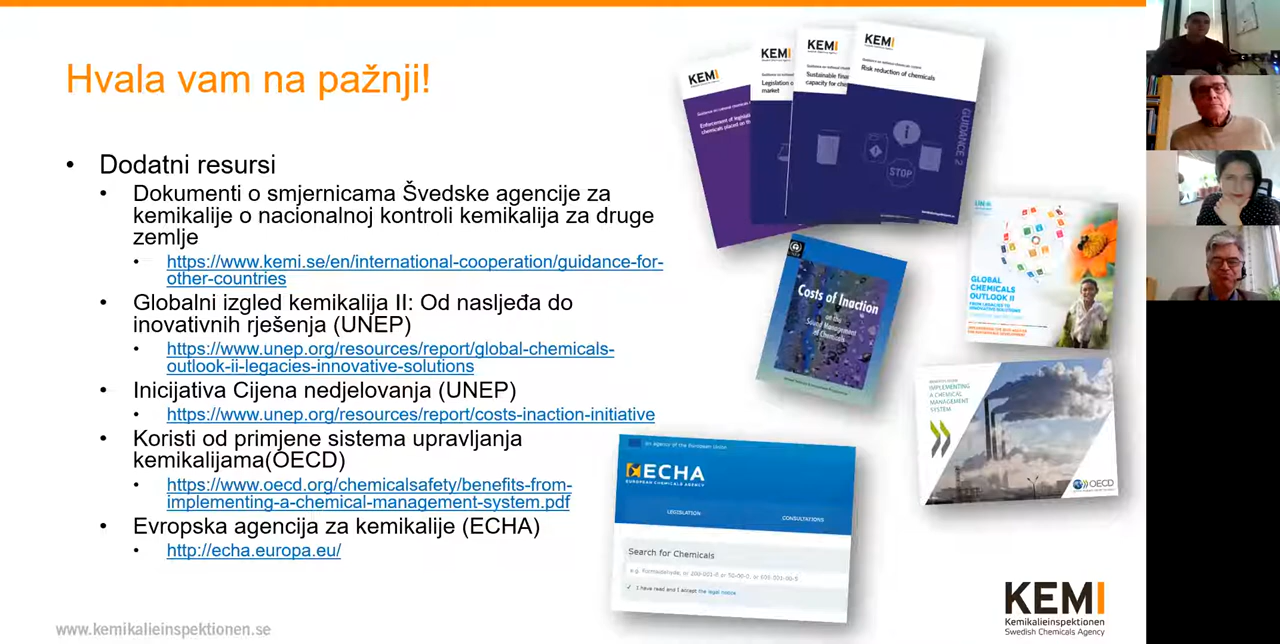 Hvala vam na pažnji!
• Dodatni resursi
• Dokumenti o smjernicama Švedske agencije za
kemikalije o nacionalnoj kontroli kemikalija za druge
zemlje
• https://www.kemi.se/en/international-cooperation/guidance-for-
other-countries
• Globalni izgled kemikalija II: Od nasljeđa do
inovativnih rješenja (UNEP)
• https://www.unep.org/resources/report/global-chemicals-
outlook-ii-legacies-innovative-solutions
• Inicijativa Cijena nedjelovanja (UNEP)
• https://www.unep.org/resources/report/costs-inaction-initiative
• Koristi od primjene sistema upravljanja
kemikalijama(OECD)
• https://www.oecd.org/chemicalsafety/benefits-from-
implementing-a-chemical-management-system.pdf
• Evropska agencija za kemikalije (ECHA)
• http://echa.europa.eu/
www.kemikalieinspektionen.se
KEMI
Enforcement of
chemicals placed on
KEMI
Legislation
market
KEMI
Sustainable
capacity for
KEMI
Risk reduction of chemicals
GUIDANCE 2
STOP
Costs of Inaction
on the
Sound Management
of Chemicals
GLOBAL
CHEMICALS
OUTLOOK II
FROM LEGACIES TO
INNOVATIVE SOLUTIONS
IMPLEMENTING
A CHEMICAL
MANAGEMENT
SYSTEM
OECD
An agency of the European Union
ECHA
EUROPEAN CHEMICALS AGENCY
LEGISLATION
CONSULTATIONS
Search for Chemicals
✓ I have read and I accept the legal notice
KEMI
Kemikalieinspektionen
Swedish Chemicals Agency